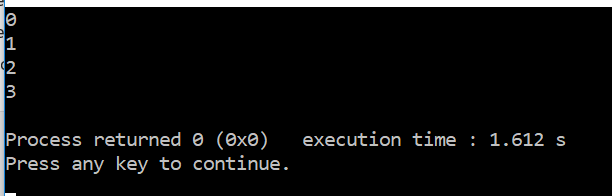 0
1
2
3
Process returned 0 (0x0)   execution time : 1.612 s
Press any key to continue.